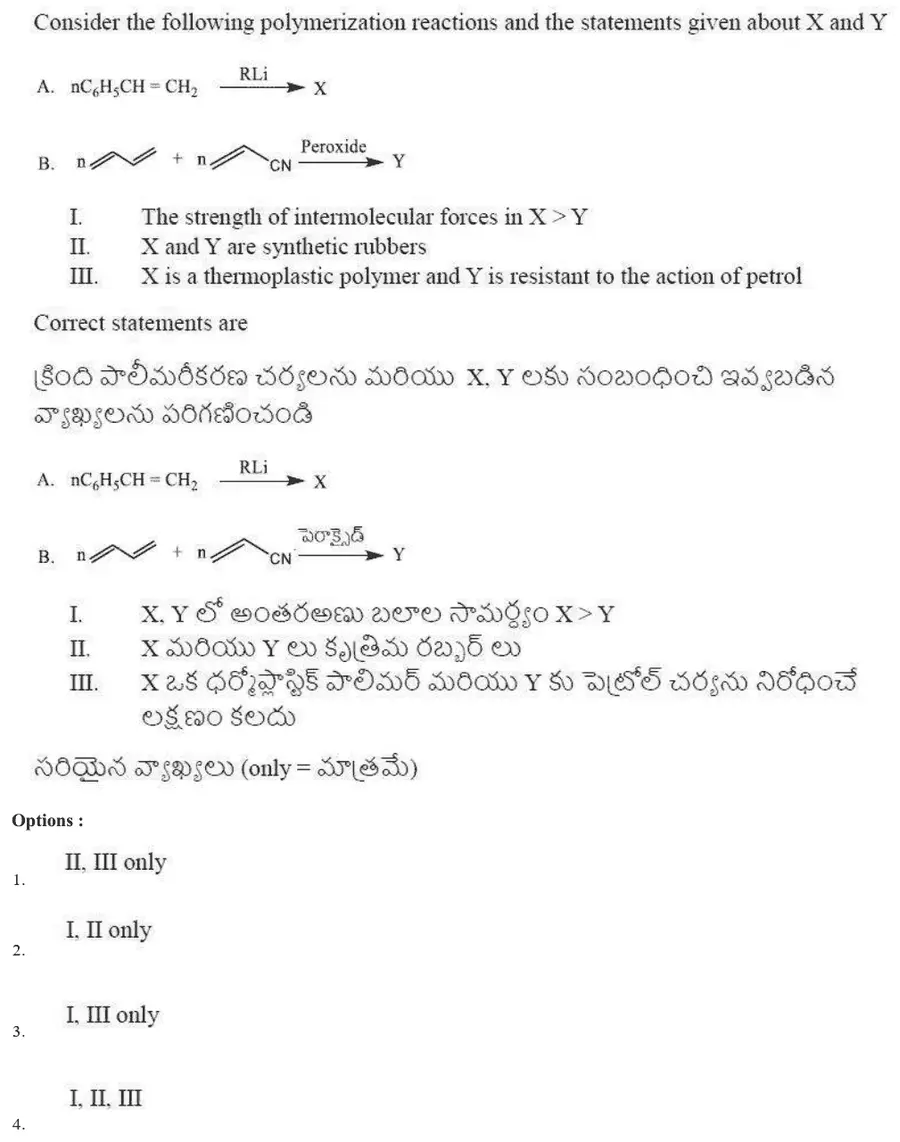 Consider the following polymerization reactions and the statements given about X and Y
A. nC₆H₅CH = CH₂ RLi X
B. n + n CN Peroxide Y
I. The strength of intermolecular forces in X > Y
II. X and Y are synthetic rubbers
III. X is a thermoplastic polymer and Y is resistant to the action of petrol
Correct statements are
క్రింది పాలీమరీకరణ చర్యలను మరియు X, Y లకు సంబంధించి ఇవ్వబడిన
వ్యాఖ్యలను పరిగణించండి
A. nC₆H₅CH = CH₂ RLi X
B. n + n CN పెరాక్సైడ్ Y
I. X, Y లో అంతరఅణు బలాల సామర్థ్యం X > Y
II. X మరియు Y లు కృత్రిమ రబ్బర్ లు
III. X ఒక థర్మోప్లాస్టిక్ పాలిమర్ మరియు Y కు పెట్రోల్ చర్యను నిరోధించే
లక్షణం కలదు
సరియైన వ్యాఖ్యలు (only = మాత్రమే)
Options :
1. II, III only
2. I, II only
3. I, III only
4. I, II, III